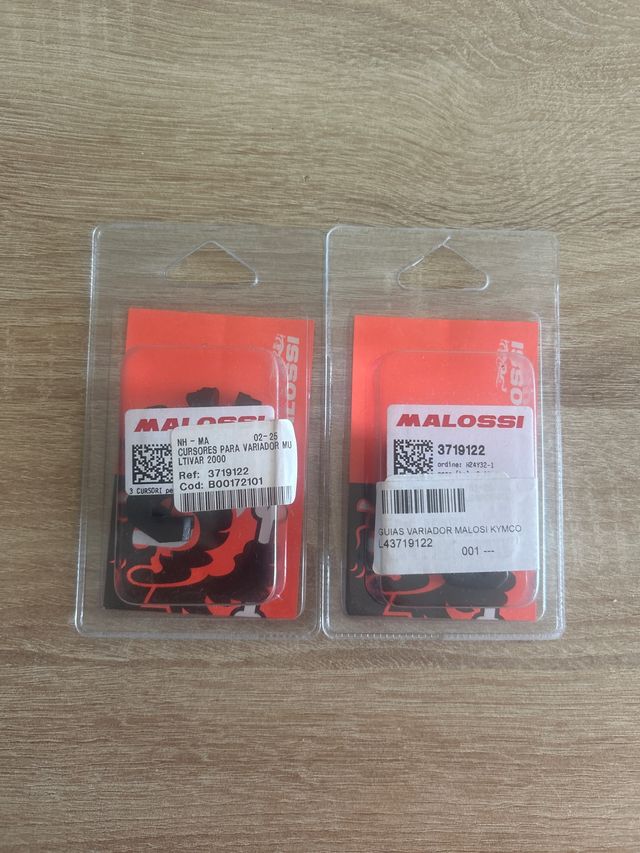 MALOSSI
NH - MA 02-25
CURSORES PARA VARIADOR MU
LTIVAR 2000
Ref: 3719122
Cod: B00172101
3 CURSORI pe
MALOSSI
3719122
ordine: H24Y32-1
GUIAS VARIADOR MALOSI KYMCO
L43719122
001 ---